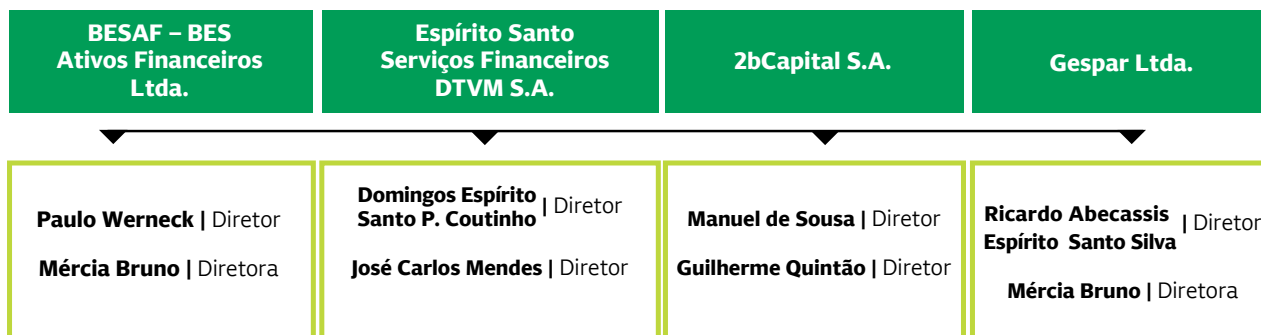 BESAF – BES
Ativos Financeiros
Ltda.
Espírito Santo
Serviços Financeiros
DTVM S.A.
2bCapital S.A.
Gespar Ltda.
Paulo Werneck | Diretor
Mércia Bruno | Diretora
Domingos Espírito
Santo P. Coutinho | Diretor
José Carlos Mendes | Diretor
Manuel de Sousa | Diretor
Guilherme Quintão | Diretor
Ricardo Abecassis
Espírito Santo Silva | Diretor
Mércia Bruno | Diretora